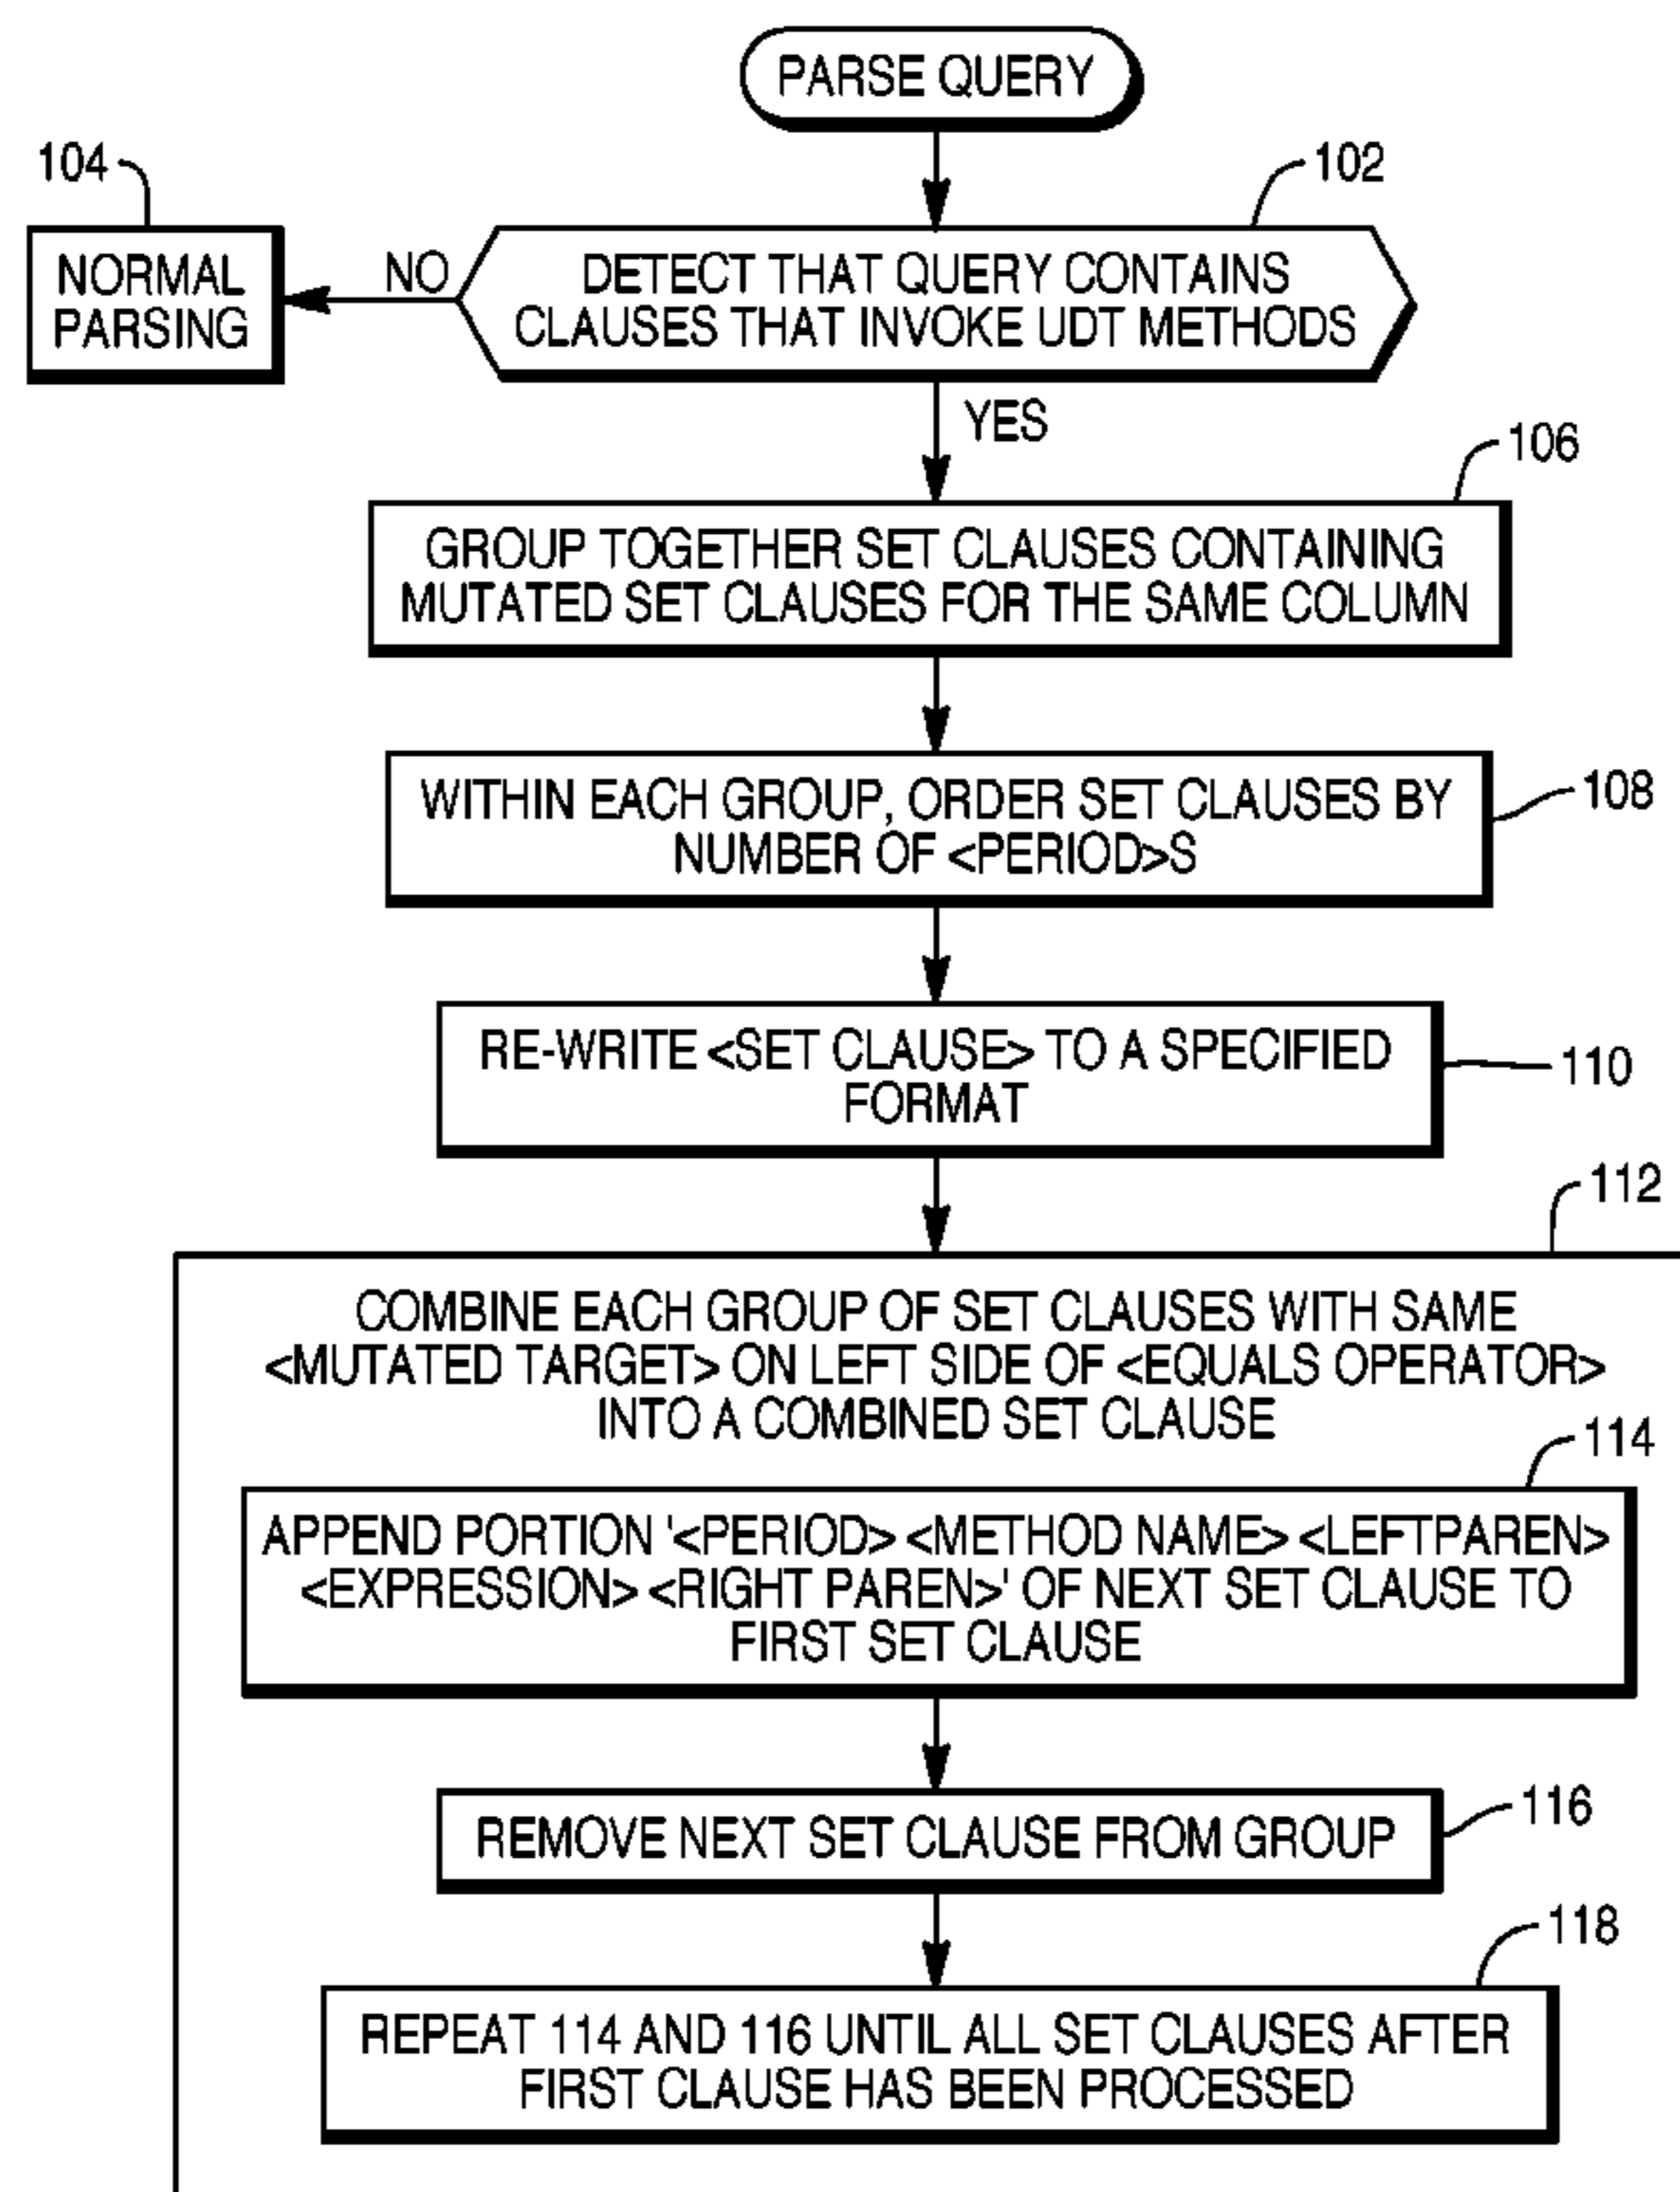 PARSE QUERY
104
102
NORMAL
PARSING
NO
DETECT THAT QUERY CONTAINS
CLAUSES THAT INVOKE UDT METHODS
YES
106
GROUP TOGETHER SET CLAUSES CONTAINING
MUTATED SET CLAUSES FOR THE SAME COLUMN
108
WITHIN EACH GROUP, ORDER SET CLAUSES BY
NUMBER OF <PERIOD>S
RE-WRITE <SET CLAUSE> TO A SPECIFIED
FORMAT
110
112
COMBINE EACH GROUP OF SET CLAUSES WITH SAME
<MUTATED TARGET> ON LEFT SIDE OF <EQUALS OPERATOR>
INTO A COMBINED SET CLAUSE
114
APPEND PORTION '<PERIOD> <METHOD NAME> <LEFTPAREN>
<EXPRESSION> <RIGHT PAREN>' OF NEXT SET CLAUSE TO
FIRST SET CLAUSE
116
REMOVE NEXT SET CLAUSE FROM GROUP
118
REPEAT 114 AND 116 UNTIL ALL SET CLAUSES AFTER
FIRST CLAUSE HAS BEEN PROCESSED